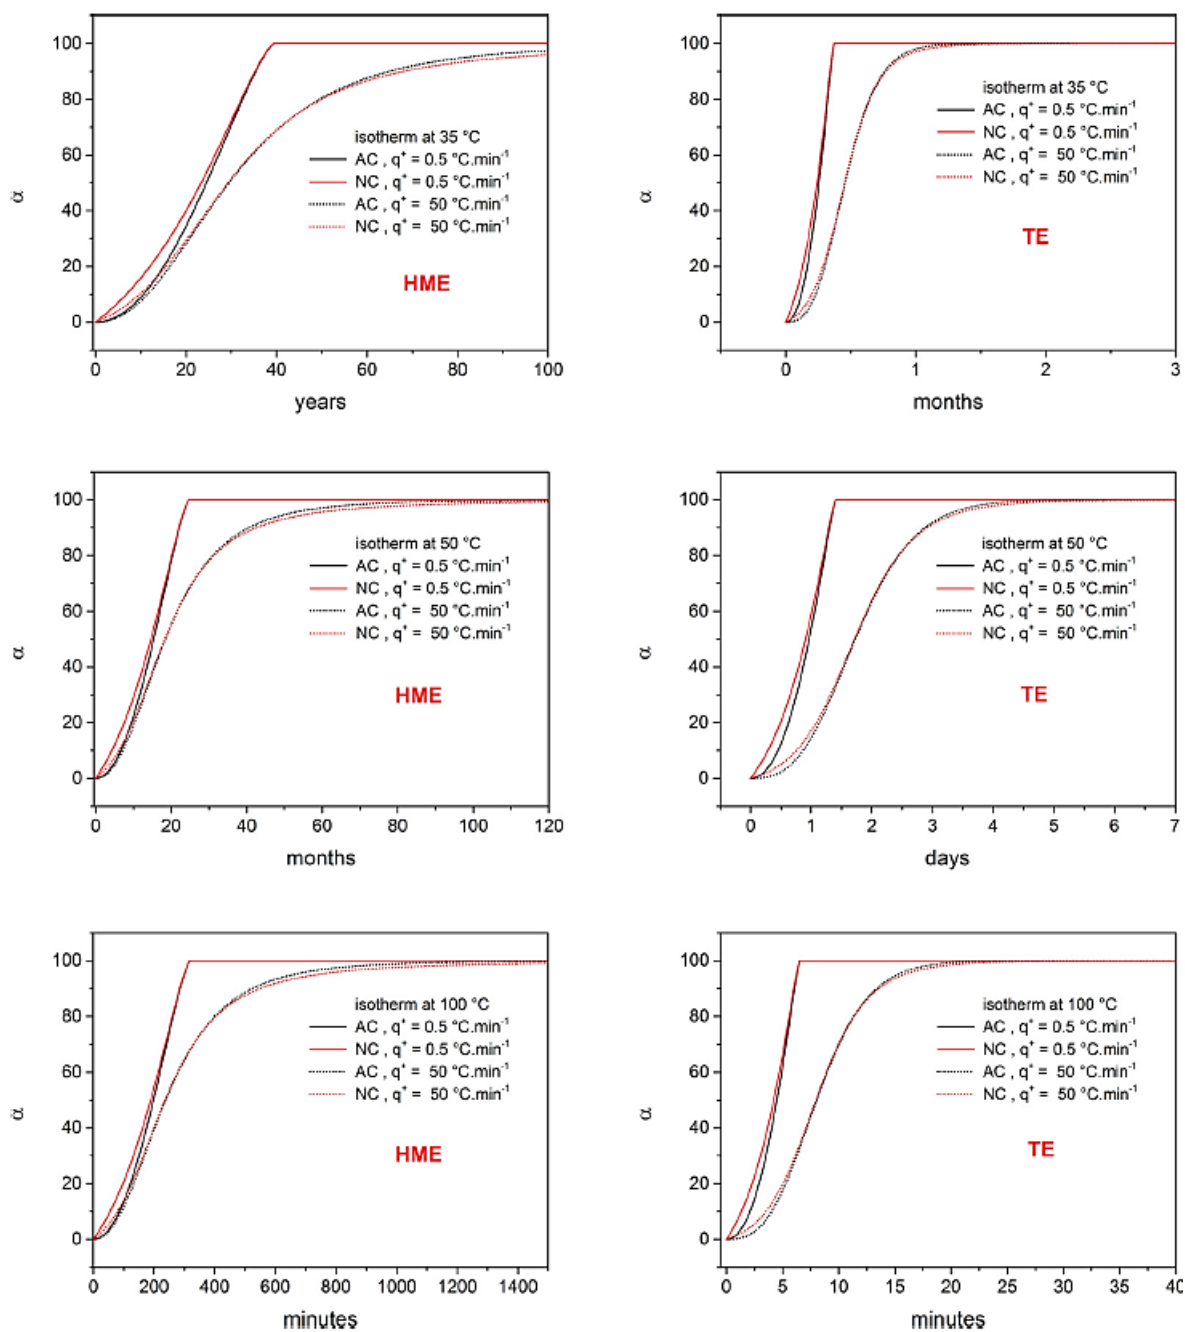 100
80
60
40
20
0
α
isotherm at 35 °C
AC , q⁺ = 0.5 °C.min⁻¹
NC , q⁺ = 0.5 °C.min⁻¹
AC , q⁺ = 50 °C.min⁻¹
NC , q⁺ = 50 °C.min⁻¹
HME
0 20 40 60 80 100
years
100
80
60
40
20
0
α
isotherm at 35 °C
AC , q⁺ = 0.5 °C.min⁻¹
NC , q⁺ = 0.5 °C.min⁻¹
AC , q⁺ = 50 °C.min⁻¹
NC , q⁺ = 50 °C.min⁻¹
TE
0 1 2 3
months
100
80
60
40
20
0
α
isotherm at 50 °C
AC , q⁺ = 0.5 °C.min⁻¹
NC , q⁺ = 0.5 °C.min⁻¹
AC , q⁺ = 50 °C.min⁻¹
NC , q⁺ = 50 °C.min⁻¹
HME
0 20 40 60 80 100 120
months
100
80
60
40
20
0
α
isotherm at 50 °C
AC , q⁺ = 0.5 °C.min⁻¹
NC , q⁺ = 0.5 °C.min⁻¹
AC , q⁺ = 50 °C.min⁻¹
NC , q⁺ = 50 °C.min⁻¹
TE
0 1 2 3 4 5 6 7
days
100
80
60
40
20
0
α
isotherm at 100 °C
AC , q⁺ = 0.5 °C.min⁻¹
NC , q⁺ = 0.5 °C.min⁻¹
AC , q⁺ = 50 °C.min⁻¹
NC , q⁺ = 50 °C.min⁻¹
HME
0 200 400 600 800 1000 1200 1400
minutes
100
80
60
40
20
0
α
isotherm at 100 °C
AC , q⁺ = 0.5 °C.min⁻¹
NC , q⁺ = 0.5 °C.min⁻¹
AC , q⁺ = 50 °C.min⁻¹
NC , q⁺ = 50 °C.min⁻¹
TE
0 5 10 15 20 25 30 35 40
minutes